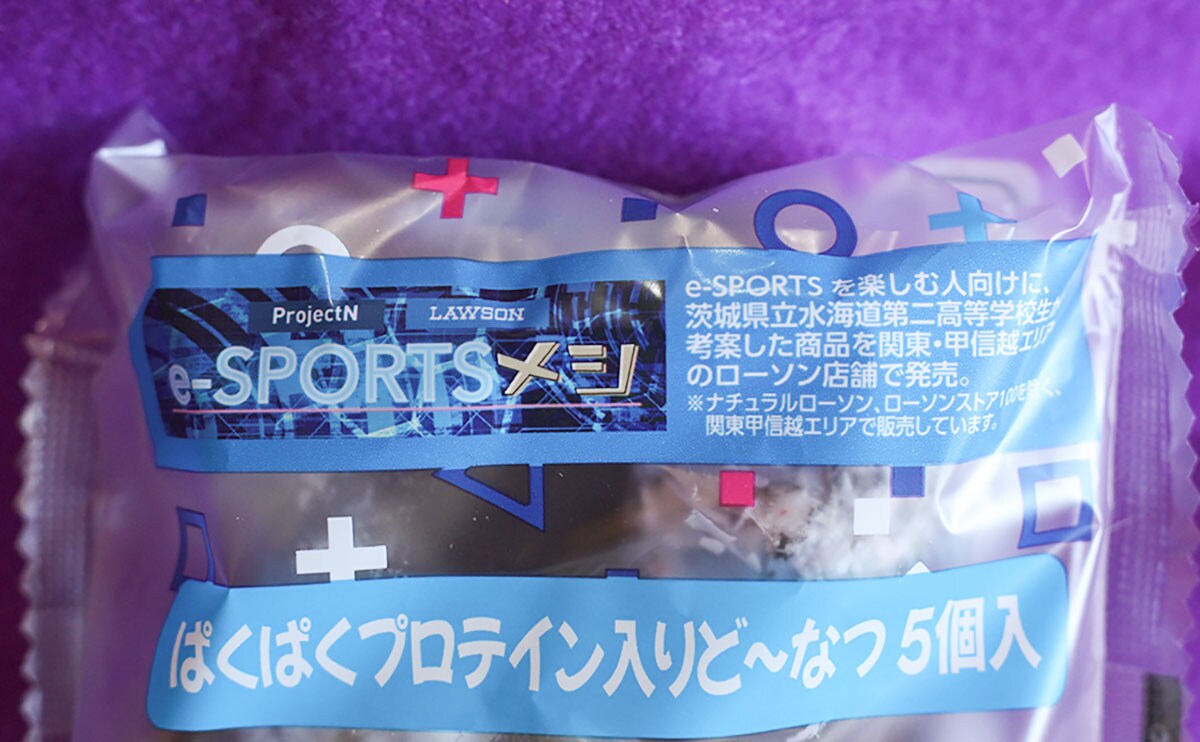 ProjectN
LAWSON
e-SPORTSメシ
e-SPORTS を楽しむ人向けに、
茨城県立水海道第二高等学校生が
考案した商品を関東・甲信越エリア
のローソン店舗で発売。
※ナチュラルローソン、ローソンストア100を除く、
関東甲信越エリアで販売しています。
ぱくぱくプロテイン入りど～なつ 5個入